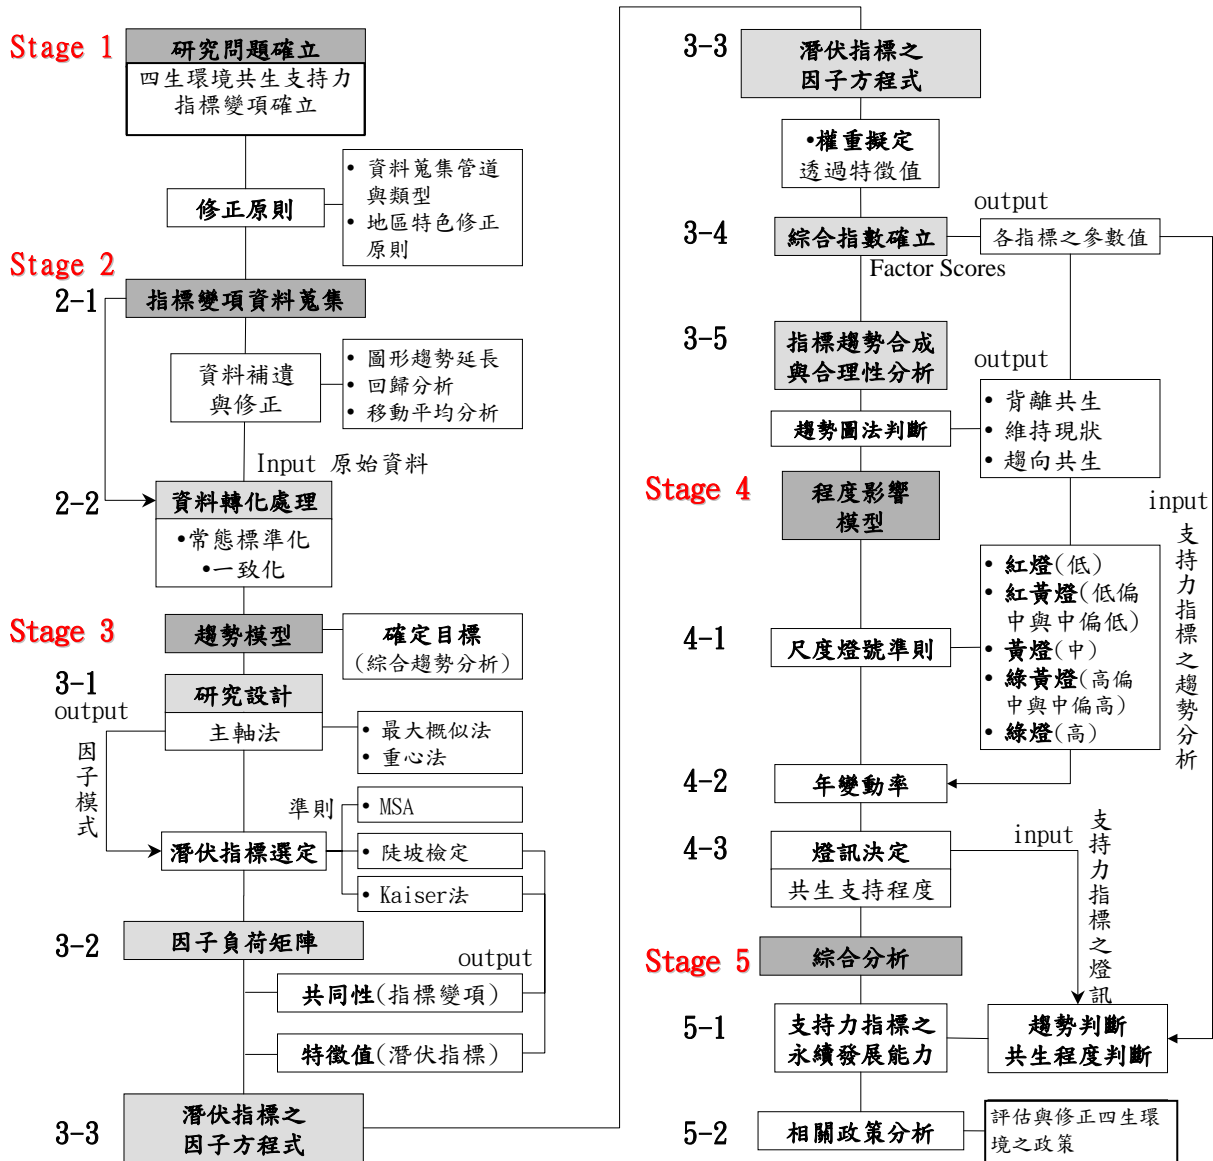 Stage 1
研究問題確立
四生環境共生支持力
指標變項確立
修正原則
• 資料蒐集管道
與類型
• 地區特色修正
原則
Stage 2
2-1
指標變項資料蒐集
資料補遺
與修正
• 圖形趨勢延長
• 回歸分析
• 移動平均分析
Input 原始資料
2-2
資料轉化處理
•常態標準化
•一致化
Stage 3
趨勢模型
確定目標
(綜合趨勢分析)
3-1
研究設計
output
主軸法
• 最大概似法
• 重心法
因子模式
準則
• MSA
潛伏指標選定
• 陡坡檢定
• Kaiser法
3-2
因子負荷矩陣
output
共同性(指標變項)
特徵值(潛伏指標)
3-3
潛伏指標之
因子方程式
3-3
潛伏指標之
因子方程式
•權重擬定
透過特徵值
output
3-4
綜合指數確立
各指標之參數值
Factor Scores
3-5
指標趨勢合成
與合理性分析
output
趨勢圖法判斷
• 背離共生
• 維持現狀
• 趨向共生
Stage 4
程度影響
模型
input
支持力指標之趨勢分析
4-1
尺度燈號準則
• 紅燈(低)
• 紅黃燈(低偏
中與中偏低)
• 黃燈(中)
• 綠黃燈(高偏
中與中偏高)
• 綠燈(高)
4-2
年變動率
4-3
燈訊決定
共生支持程度
input
支持力指標之燈訊
Stage 5
綜合分析
5-1
支持力指標之
永續發展能力
趨勢判斷
共生程度判斷
5-2
相關政策分析
評估與修正四生環
境之政策